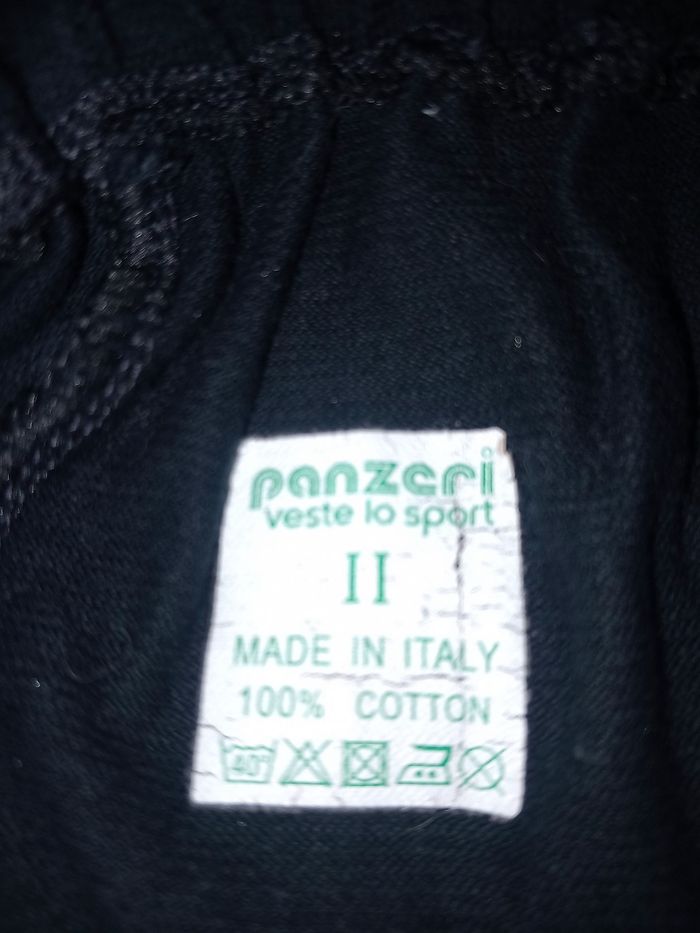 panzeri
veste lo sport
II
MADE IN ITALY
100% COTTON
40°